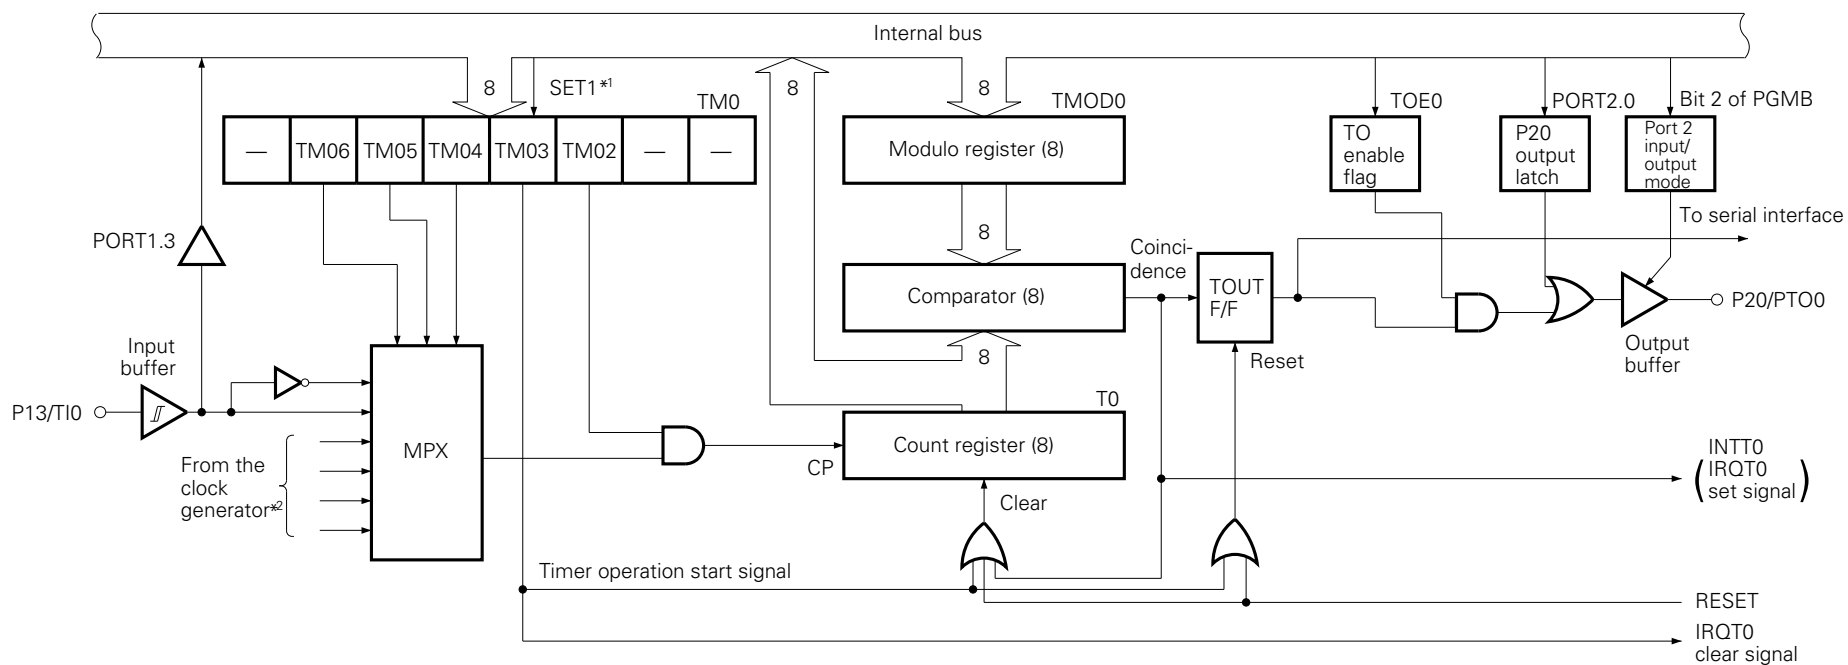 Internal bus
8
SET1*1
8
8
TM0
TMOD0
TOE0
PORT2.0
Bit 2 of PGMB
—
TM06
TM05
TM04
TM03
TM02
—
—
Modulo register (8)
TO
enable
flag
P20
output
latch
Port 2
input/
output
mode
PORT1.3
8
To serial interface
Coinci-
dence
Comparator (8)
TOUT
F/F
P20/PTO0
Input
buffer
8
Reset
Output
buffer
P13/TI0
T0
MPX
Count register (8)
CP
From the
clock
generator*2
INTT0
(IRQT0
set signal)
Clear
Timer operation start signal
RESET
IRQT0
clear signal